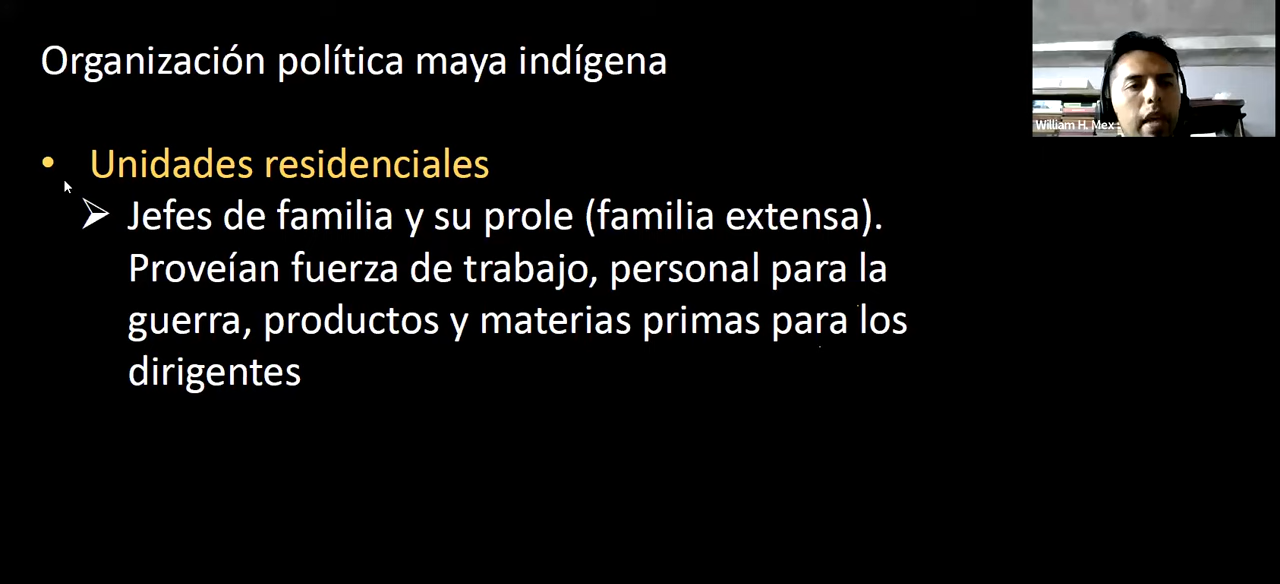 Organización política maya indígena
William H. Mex
• Unidades residenciales
➢ Jefes de familia y su prole (familia extensa).
Proveían fuerza de trabajo, personal para la
guerra, productos y materias primas para los
dirigentes